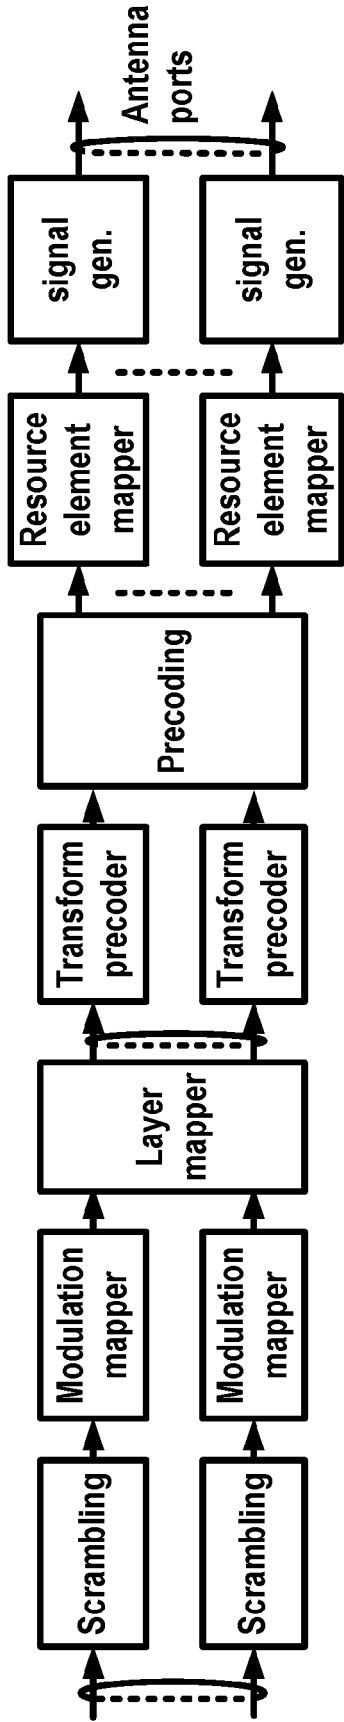 Scrambling
Scrambling
Modulation
mapper
Modulation
mapper
Layer
mapper
Transform
precoder
Transform
precoder
Precoding
Resource
element
mapper
Resource
element
mapper
signal
gen.
signal
gen.
Antenna
ports